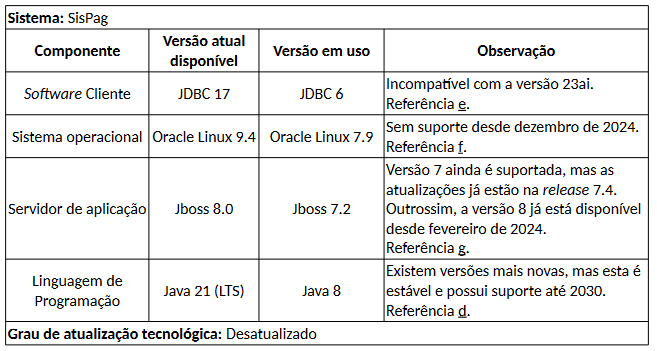 Sistema: SisPag
Componente
Versão atual
disponível
Versão em uso
Observação
Software Cliente
JDBC 17
JDBC 6
Incompatível com a versão 23ai.
Referência e.
Sistema operacional
Oracle Linux 9.4
Oracle Linux 7.9
Sem suporte desde dezembro de 2024.
Referência f.
Servidor de aplicação
Jboss 8.0
Jboss 7.2
Versão 7 ainda é suportada, mas as
atualizações já estão na release 7.4.
Outrossim, a versão 8 já está disponível
desde fevereiro de 2024.
Referência g.
Linguagem de
Programação
Java 21 (LTS)
Java 8
Existem versões mais novas, mas esta é
estável e possui suporte até 2030.
Referência d.
Grau de atualização tecnológica: Desatualizado